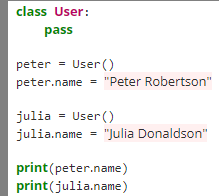 class User:
    pass
peter = User()
peter.name = "Peter Robertson"
julia = User()
julia.name = "Julia Donaldson"
print(peter.name)
print(julia.name)